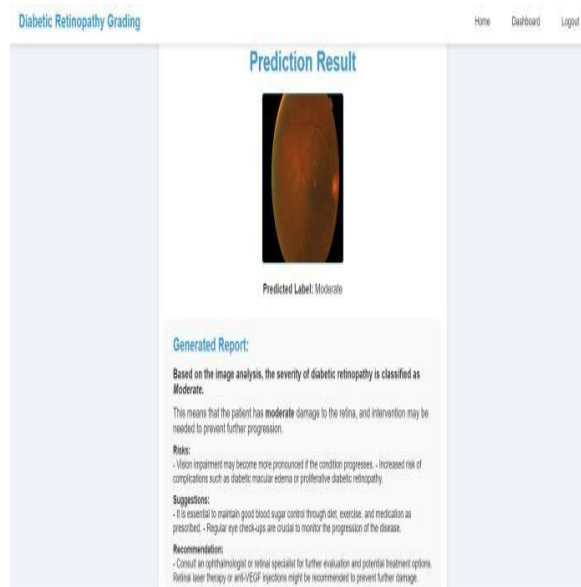 Diabetic Retinopathy Grading
Home Dashboard Logout
Prediction Result
Predicted Label: Moderate
Generated Report:
Based on the image analysis, the severity of diabetic retinopathy is classified as
Moderate.
This means that the patient has moderate damage to the retina, and intervention may be
needed to prevent further progression.
Risks:
- Vision impairment may become more pronounced if the condition progresses. - Increased risk of
complications such as diabetic macular edema or proliferative diabetic retinopathy.
Suggestions:
- It is essential to maintain good blood sugar control through diet, exercise, and medication as
prescribed. - Regular eye check-ups are crucial to monitor the progression of the disease.
Recommendation:
- Consult an ophthalmologist or retinal specialist for further evaluation and potential treatment options.
Retinal laser therapy or anti-VEGF injections might be recommended to prevent further damage.